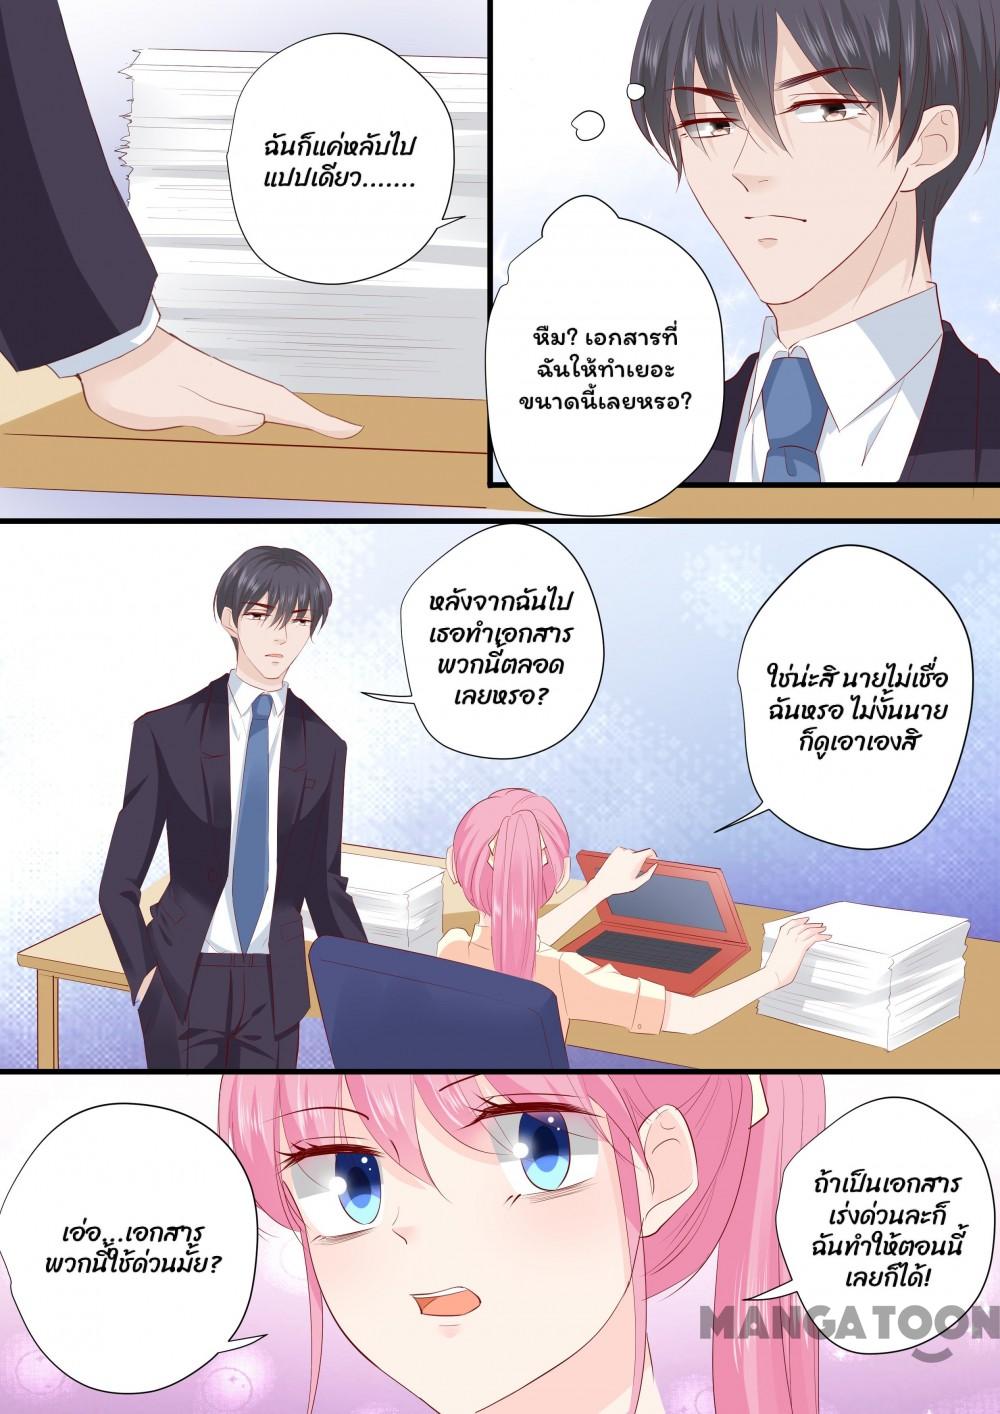 ฉันก็แค่หลับไป
แปปเดียว.......
หืม? เอกสารที่
ฉันให้ทำเยอะ
ขนาดนี้เลยหรอ?
หลังจากฉันไป
เธอทำเอกสาร
พวกนี้ตลอด
เลยหรอ?
ใช่น่ะสิ นายไม่เชื่อ
ฉันหรอ ไม่งั้นนาย
ก็ดูเอาเองสิ
เอ่อ...เอกสาร
พวกนี้ใช้ด่วนมั้ย?
ถ้าเป็นเอกสาร
เร่งด่วนละก็
ฉันทำให้ตอนนี้
เลยก็ได้!
MANGATOON